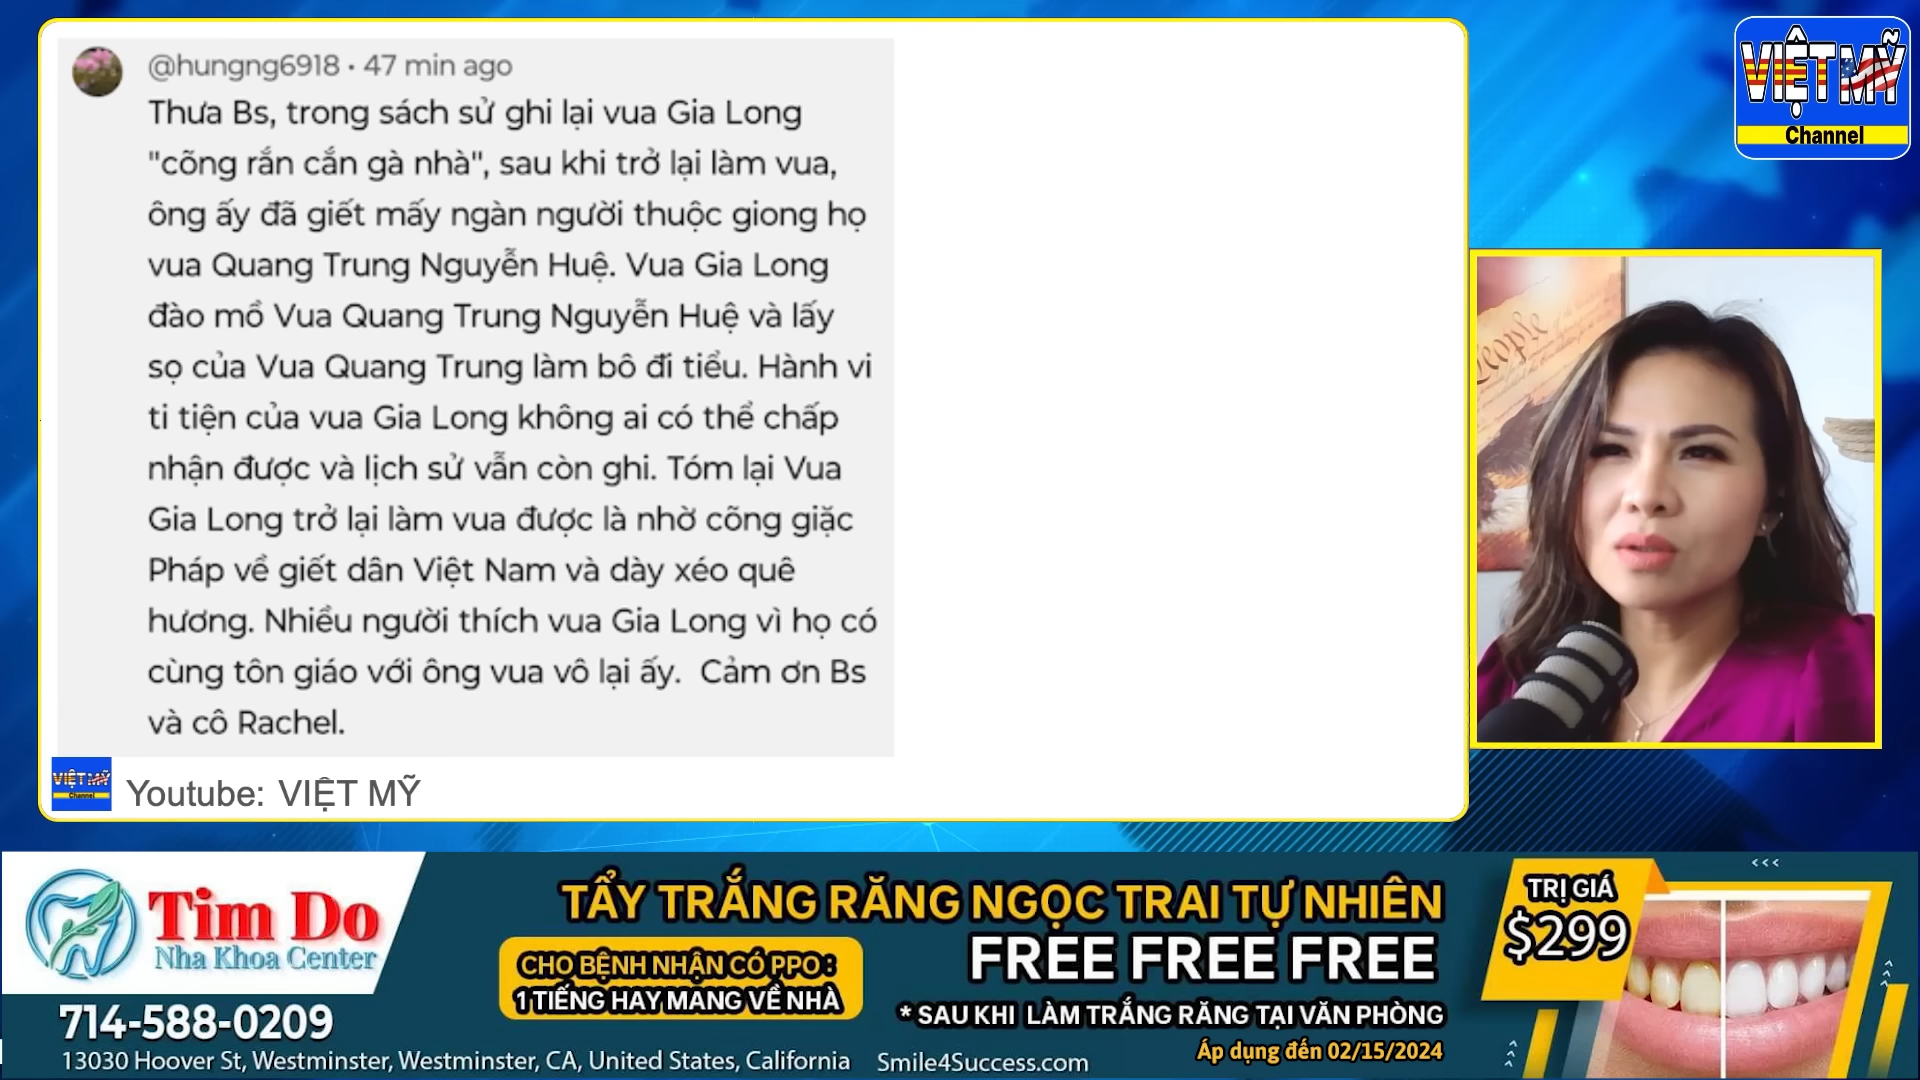 @hungng6918 • 47 min ago
Thưa Bs, trong sách sử ghi lại vua Gia Long
"cõng rắn cắn gà nhà", sau khi trở lại làm vua,
ông ấy đã giết mấy ngàn người thuộc giong họ
vua Quang Trung Nguyễn Huệ. Vua Gia Long
đào mồ Vua Quang Trung Nguyễn Huệ và lấy
sọ của Vua Quang Trung làm bô đi tiểu. Hành vi
ti tiện của vua Gia Long không ai có thể chấp
nhận được và lịch sử vẫn còn ghi. Tóm lại Vua
Gia Long trở lại làm vua được là nhờ cõng giặc
Pháp về giết dân Việt Nam và dày xéo quê
hương. Nhiều người thích vua Gia Long vì họ có
cùng tôn giáo với ông vua vô lại ấy.  Cảm ơn Bs
và cô Rachel.
VIỆT MỸ
Channel
Youtube: VIỆT MỸ
VIỆT MỸ
Channel
People
Tim Do
Nha Khoa Center
714-588-0209
13030 Hoover St, Westminster, Westminster, CA, United States, California
Smile4Success.com
TẨY TRẮNG RĂNG NGỌC TRAI TỰ NHIÊN
CHO BỆNH NHẬN CÓ PPO :
1 TIẾNG HAY MANG VỀ NHÀ
FREE FREE FREE
* SAU KHI LÀM TRẮNG RĂNG TẠI VĂN PHÒNG
Áp dụng đến 02/15/2024
TRỊ GIÁ
$299